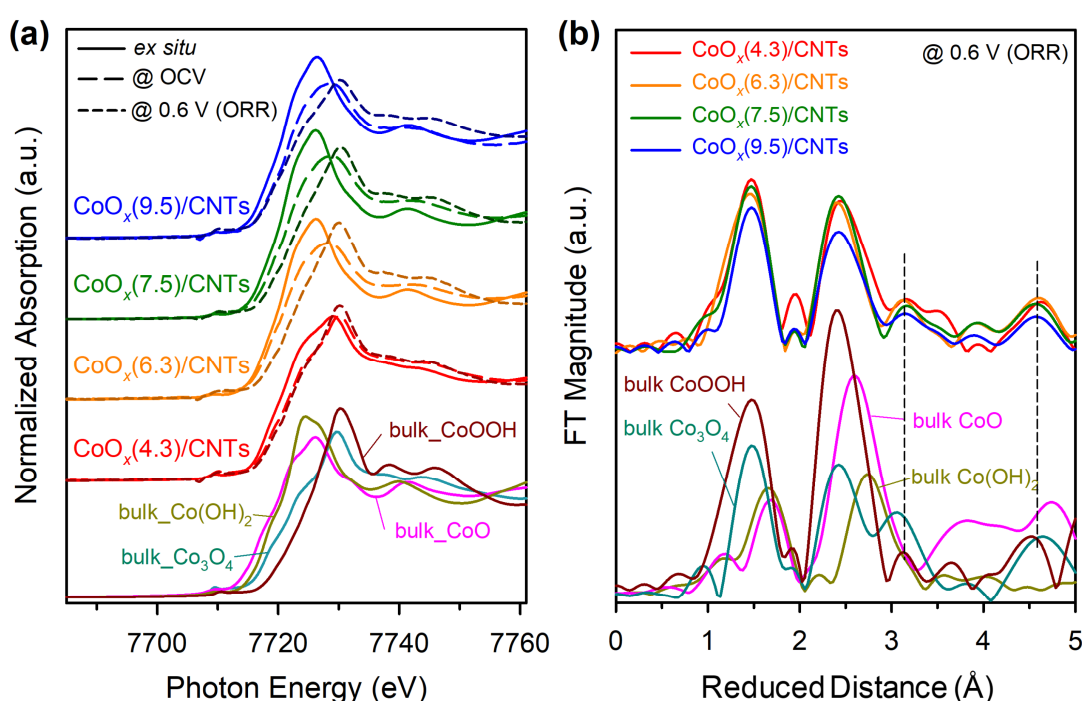 (a)
ex situ
@ OCV
@ 0.6 V (ORR)
CoOₓ(9.5)/CNTs
CoOₓ(7.5)/CNTs
CoOₓ(6.3)/CNTs
CoOₓ(4.3)/CNTs
bulk_CoOOH
bulk_Co(OH)₂
bulk_CoO
bulk_Co₃O₄
Normalized Absorption (a.u.)
7700
7720
7740
7760
Photon Energy (eV)
(b)
CoOₓ(4.3)/CNTs
@ 0.6 V (ORR)
CoOₓ(6.3)/CNTs
CoOₓ(7.5)/CNTs
CoOₓ(9.5)/CNTs
bulk CoOOH
bulk CoO
bulk Co₃O₄
bulk Co(OH)₂
FT Magnitude (a.u.)
0
1
2
3
4
5
Reduced Distance (Å)